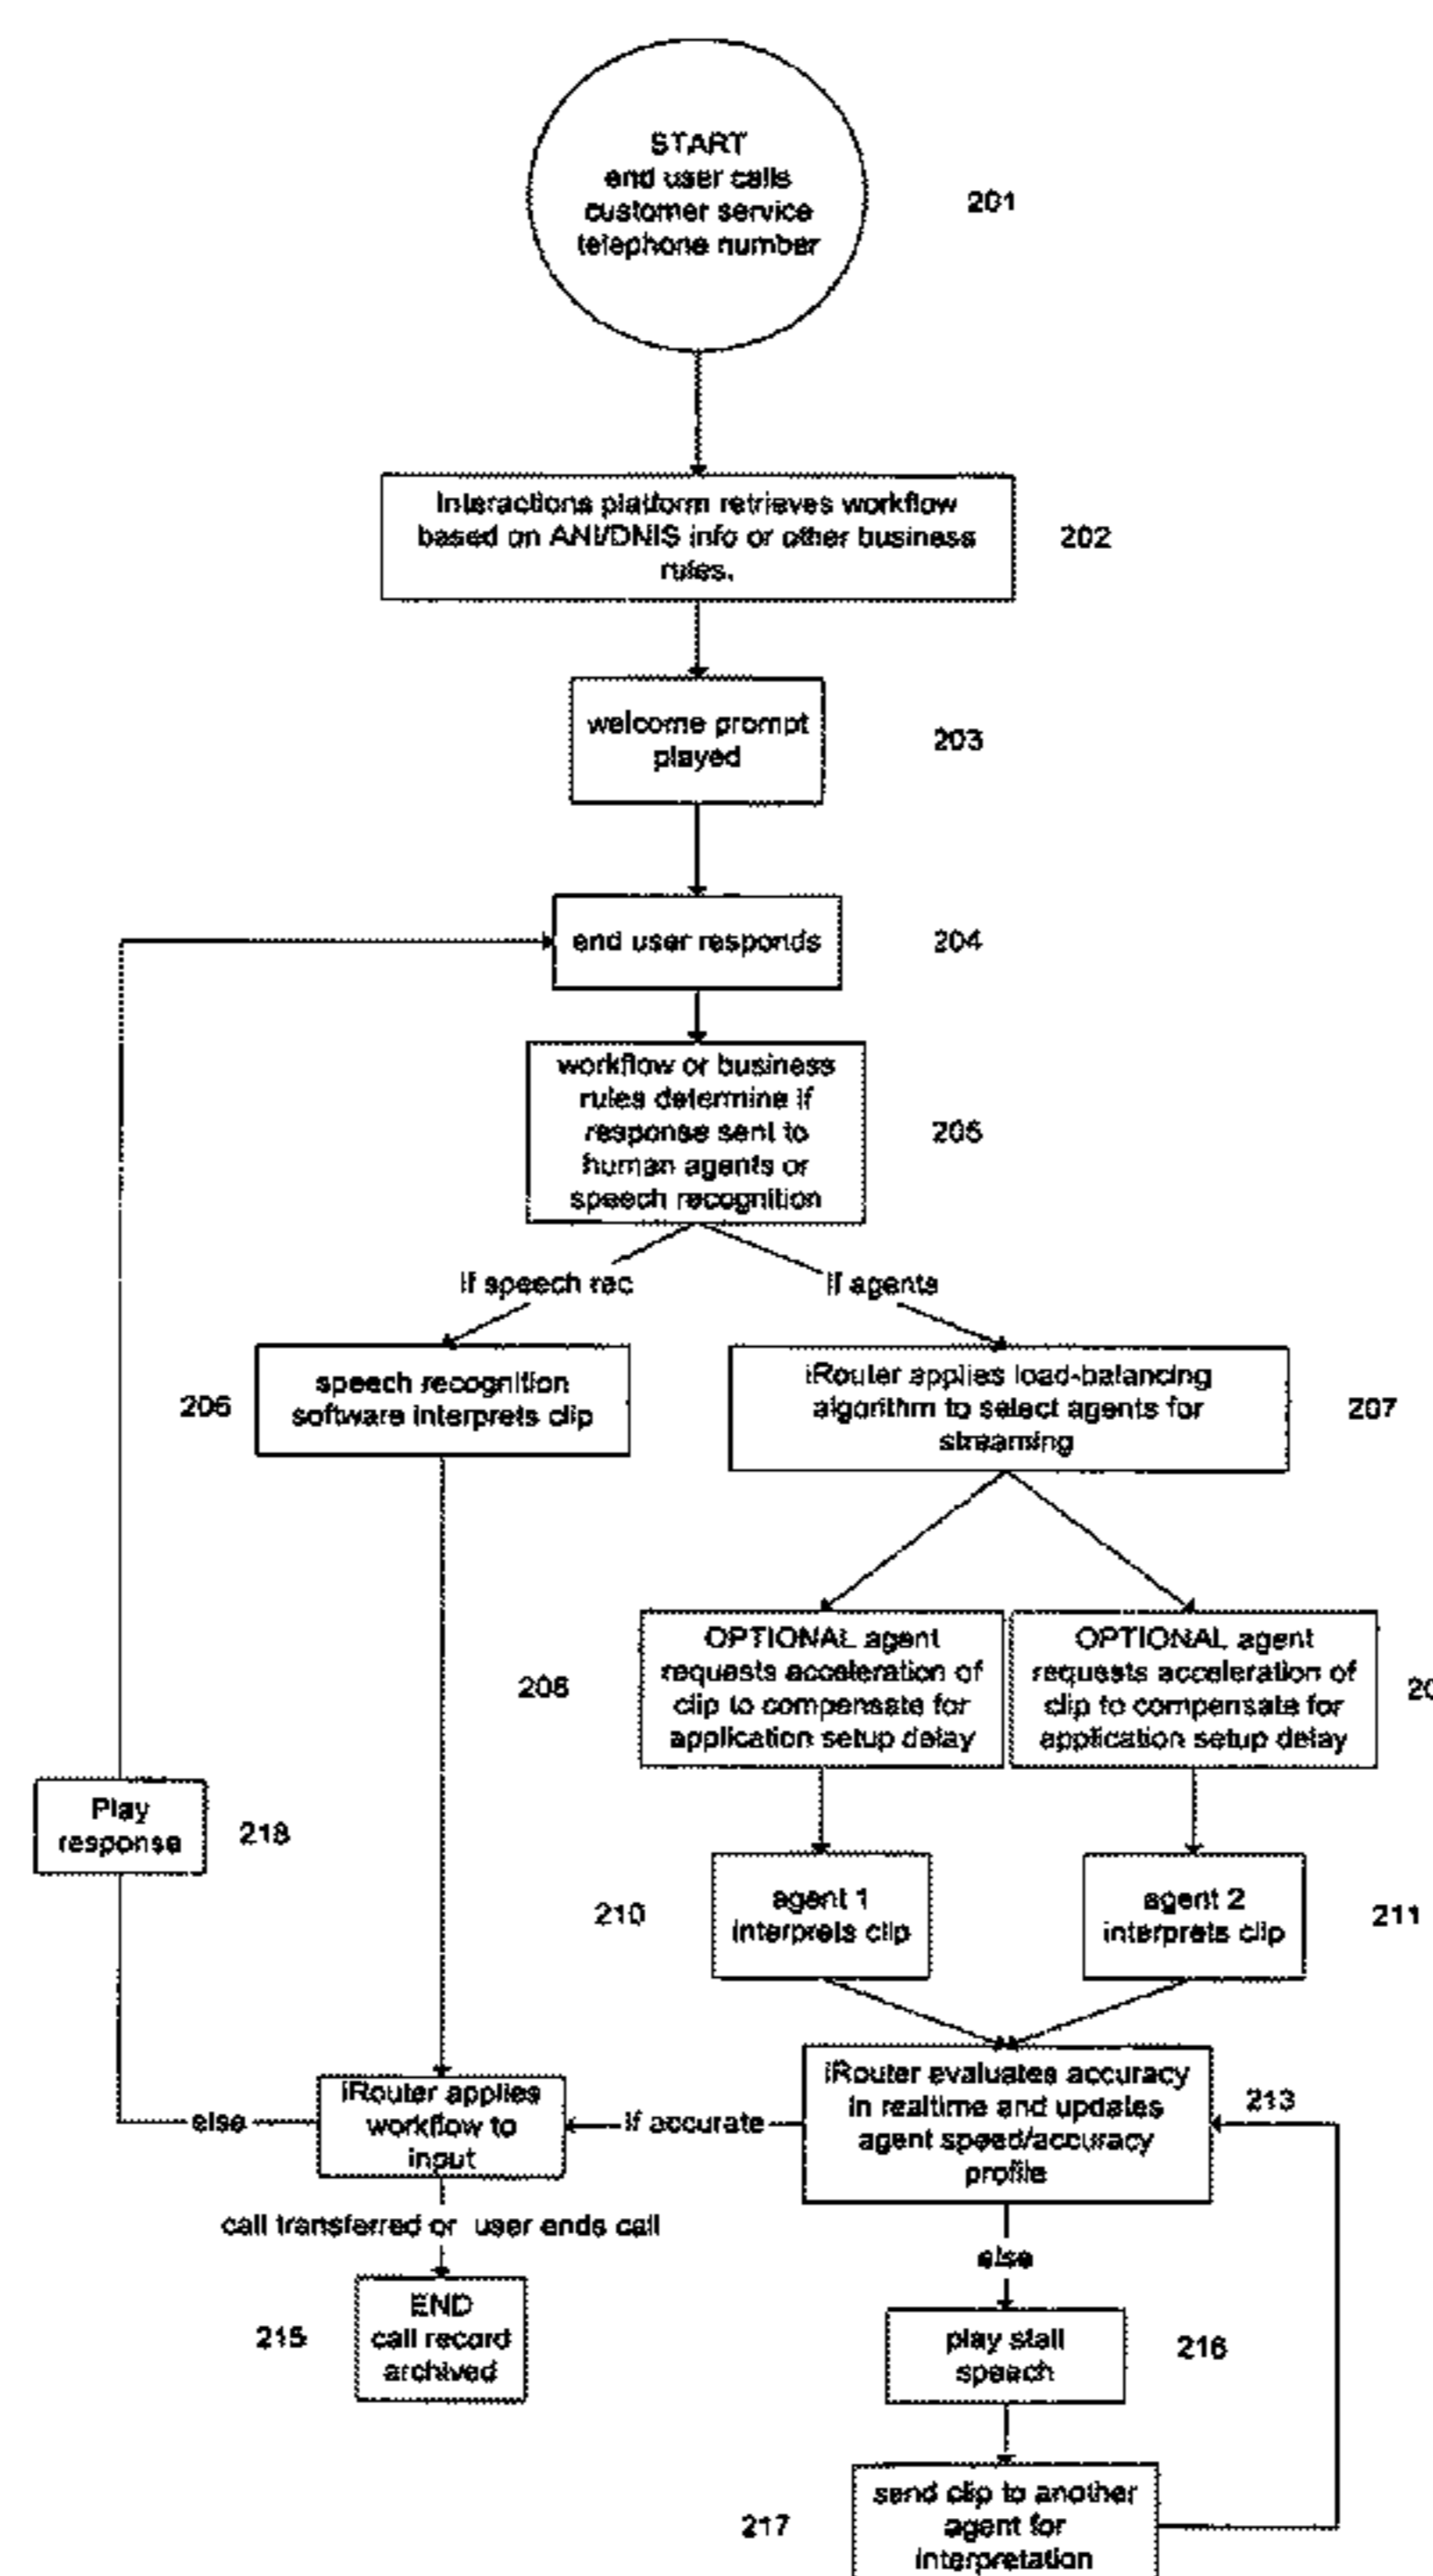 START
end user calls
customer service
telephone number
201
Interactions platform retrieves workflow
based on ANI/DNIS info or other business
rules.
202
welcome prompt
played
203
end user responds
204
workflow or business
rules determine if
response sent to
human agents or
speech recognition
205
If speech rec
If agents
206
speech recognition
software interprets clip
iRouter applies load-balancing
algorithm to select agents for
streaming
207
208
OPTIONAL agent
requests acceleration of
clip to compensate for
application setup delay
OPTIONAL agent
requests acceleration of
clip to compensate for
application setup delay
Play
response
218
210
agent 1
interprets clip
agent 2
interprets clip
211
iRouter evaluates accuracy
in realtime and updates
agent speed/accuracy
profile
213
else
iRouter applies
workflow to
input
if accurate
call transferred or user ends call
else
215
END
call record
archived
play stall
speech
216
217
send clip to another
agent for
interpretation